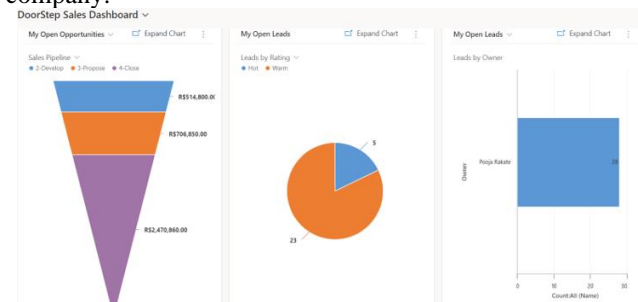 company.
DoorStep Sales Dashboard
My Open Opportunities
Expand Chart
Sales Pipeline
2-Develop 3-Propose 4-Close
R$514,800.00
R$706,850.00
R$2,470,860.00
My Open Leads
Expand Chart
Leads by Rating
Hot Warm
5
23
My Open Leads
Expand Chart
Leads by Owner
Owner
Pooja Rakate
28
0 10 20 30
Count:All (Name)